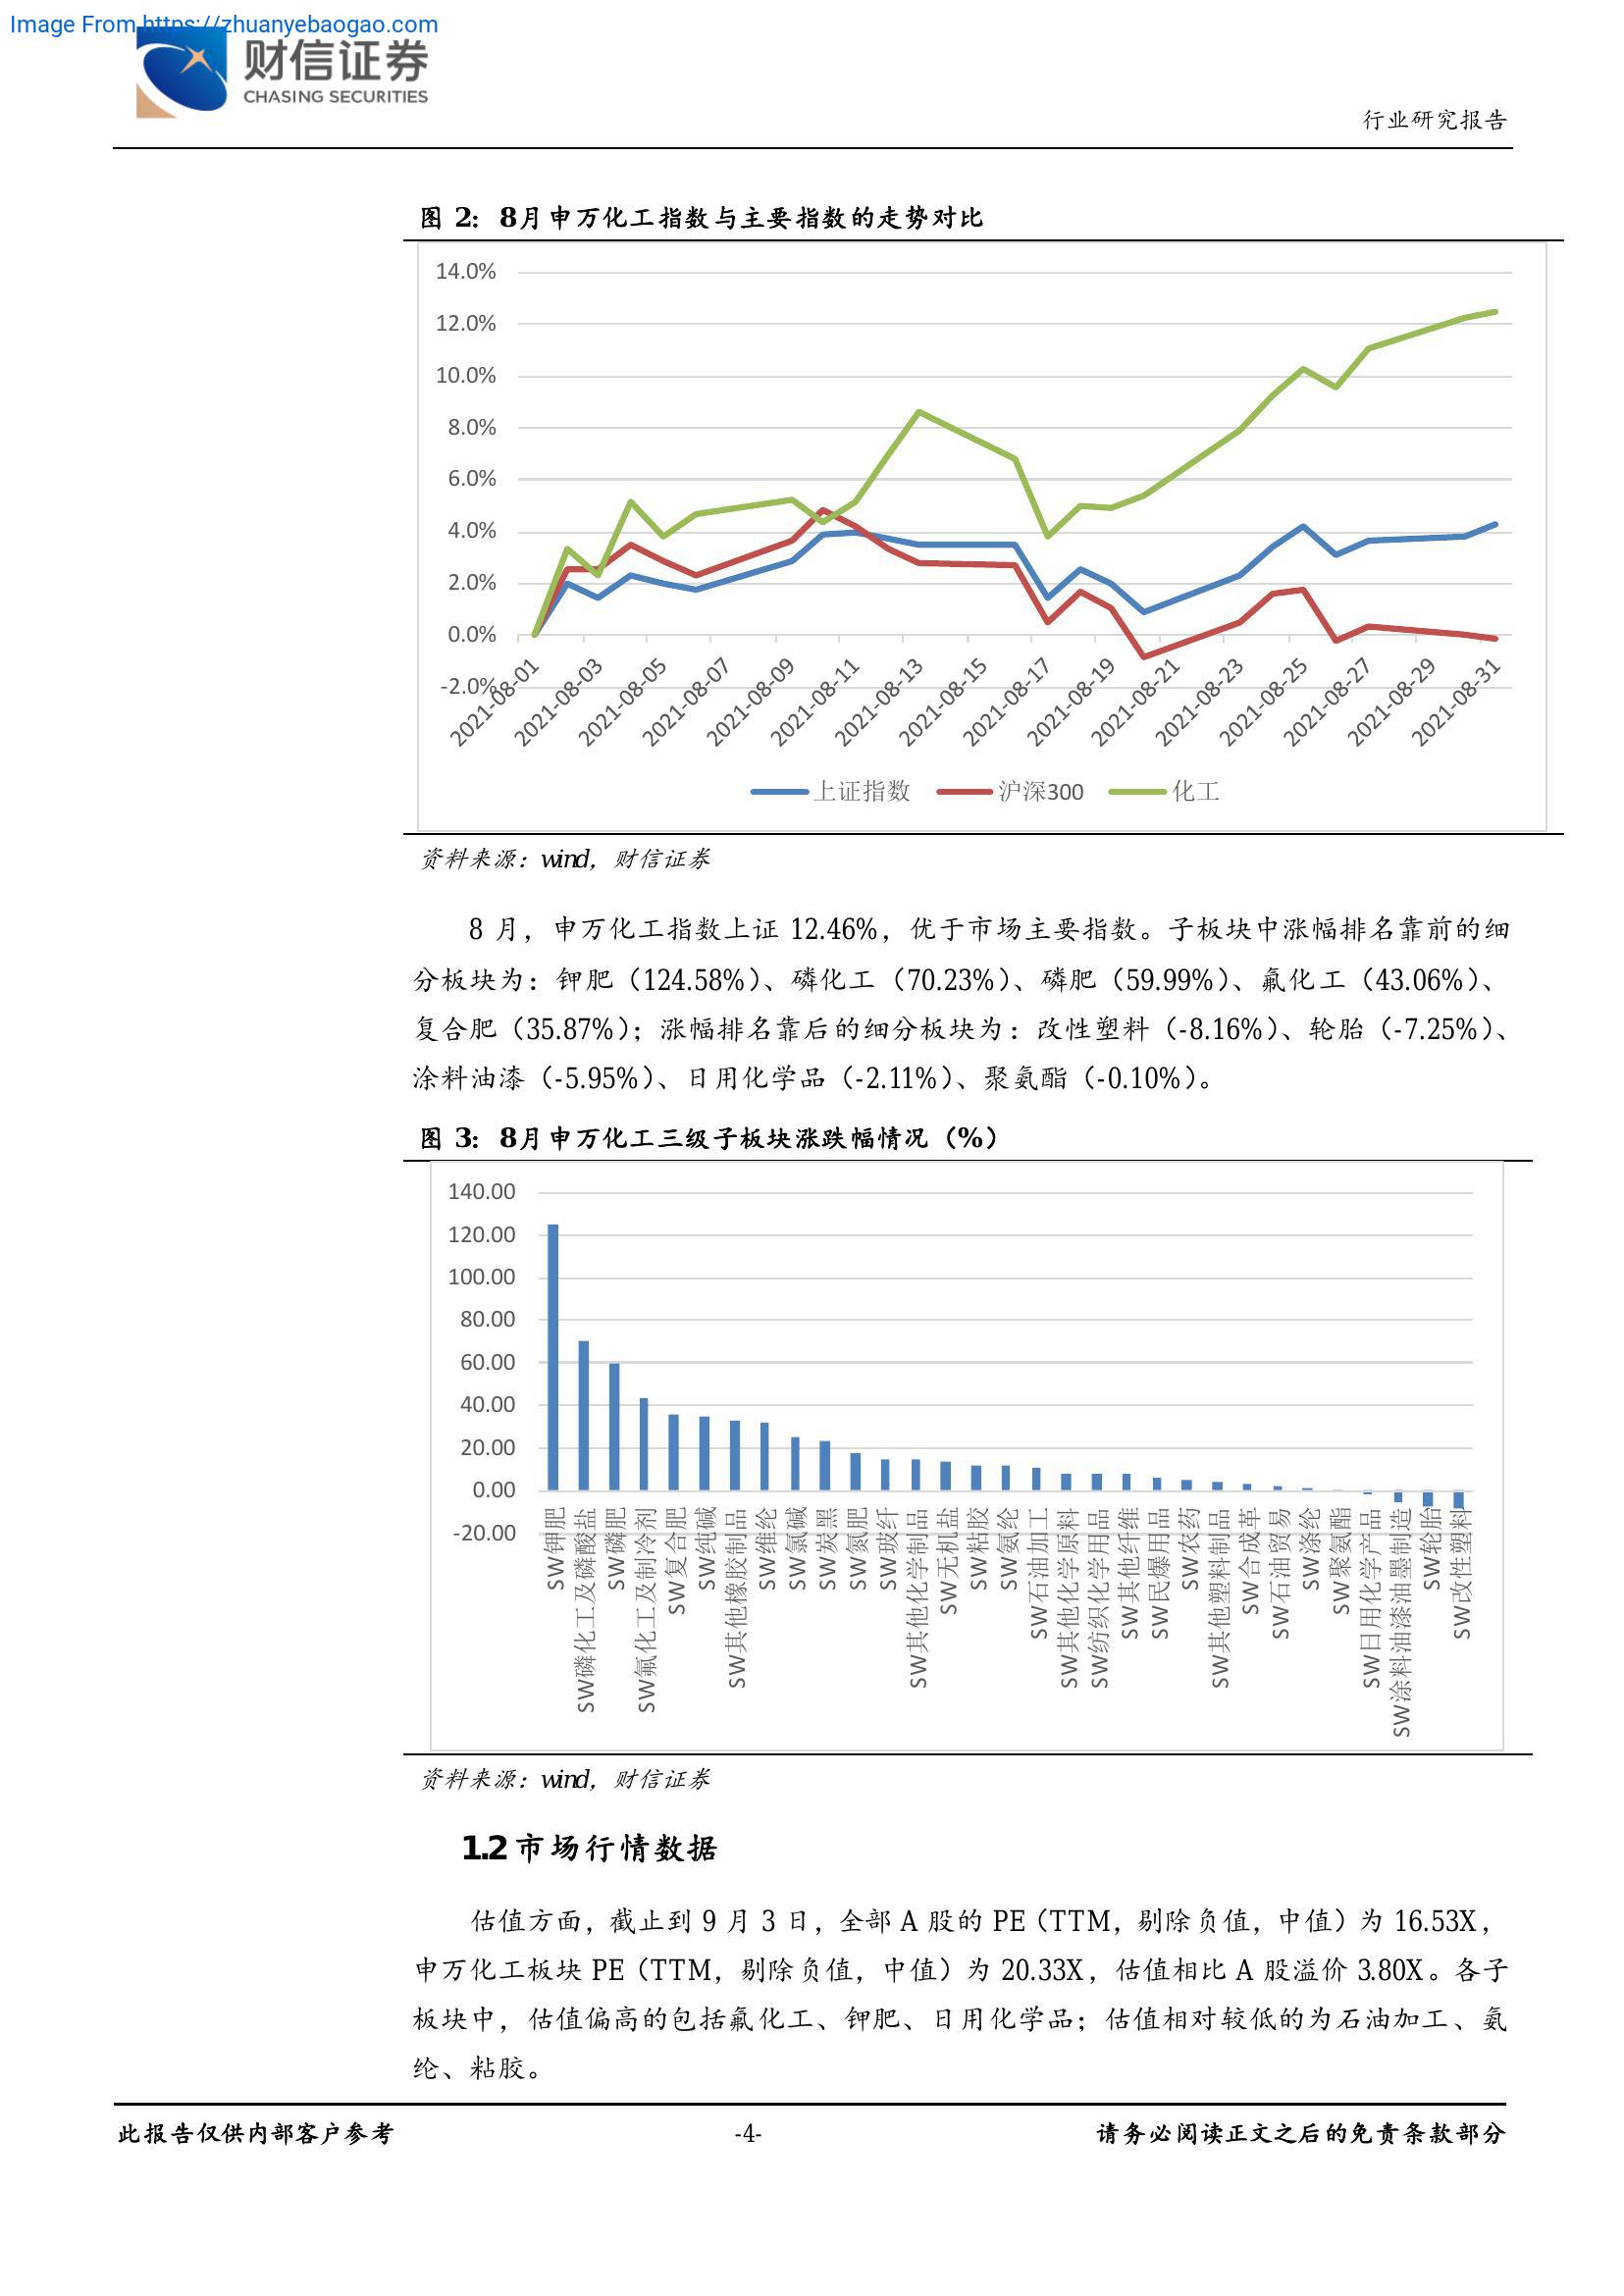 Image From https://zhuanyebaogao.com
财信证券
CHASING SECURITIES
行业研究报告
图 2：8月申万化工指数与主要指数的走势对比
14.0%
12.0%
10.0%
8.0%
6.0%
4.0%
2.0%
0.0%
-2.0%
2021-08-01
2021-08-03
2021-08-05
2021-08-07
2021-08-09
2021-08-11
2021-08-13
2021-08-15
2021-08-17
2021-08-19
2021-08-21
2021-08-23
2021-08-25
2021-08-27
2021-08-29
2021-08-31
上证指数 沪深300 化工
资料来源：wind，财信证券
8 月，申万化工指数上证 12.46%，优于市场主要指数。子板块中涨幅排名靠前的细
分板块为：钾肥（124.58%）、磷化工（70.23%）、磷肥（59.99%）、氟化工（43.06%）、
复合肥（35.87%）；涨幅排名靠后的细分板块为：改性塑料（-8.16%）、轮胎（-7.25%）、
涂料油漆（-5.95%）、日用化学品（-2.11%）、聚氨酯（-0.10%）。
图 3：8月申万化工三级子板块涨跌幅情况（%）
140.00
120.00
100.00
80.00
60.00
40.00
20.00
0.00
-20.00
SW钾肥
SW磷化工及磷酸盐
SW磷肥
SW氟化工及制冷剂
SW复合肥
SW纯碱
SW其他橡胶制品
SW维纶
SW氯碱
SW炭黑
SW氮肥
SW玻纤
SW其他化学制品
SW无机盐
SW粘胶
SW氨纶
SW石油加工
SW其他化学原料
SW纺织化学用品
SW其他纤维
SW民爆用品
SW农药
SW其他塑料制品
SW合成革
SW石油贸易
SW涤纶
SW聚氨酯
SW日用化学产品
SW涂料油漆油墨制造
SW轮胎
SW改性塑料
资料来源：wind，财信证券
1.2 市场行情数据
估值方面，截止到 9 月 3 日，全部 A 股的 PE（TTM，剔除负值，中值）为 16.53X，
申万化工板块 PE（TTM，剔除负值，中值）为 20.33X，估值相比 A 股溢价 3.80X。各子
板块中，估值偏高的包括氟化工、钾肥、日用化学品；估值相对较低的为石油加工、氨
纶、粘胶。
此报告仅供内部客户参考 -4- 请务必阅读正文之后的免责条款部分